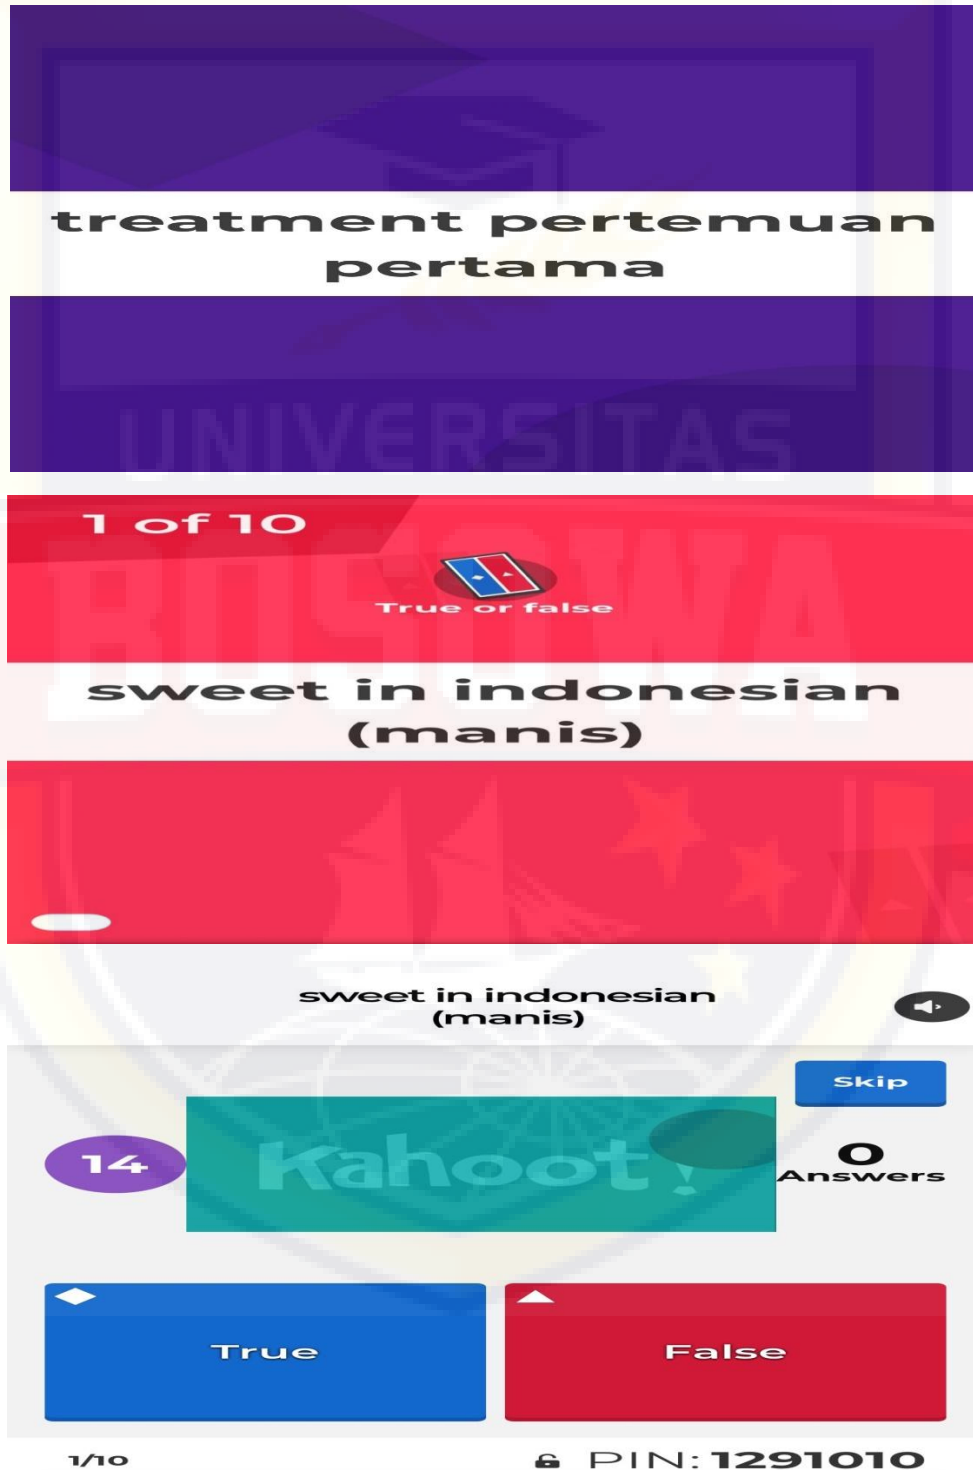 treatment pertemuan
pertama
UNIVERSITAS
1 of 10
BOSOWA
True or false
sweet in indonesian
(manis)
sweet in indonesian
(manis)
Skip
14
Kahoot!
0
Answers
True
False
1/10
PIN: 1291010